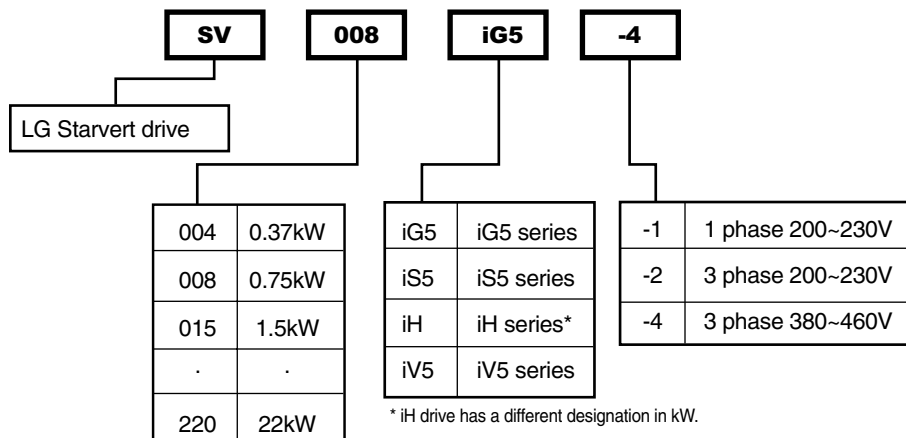 SV 008 iG5 -4
LG Starvert drive
004 0.37kW
008 0.75kW
015 1.5kW
. .
220 22kW
iG5 iG5 series
iS5 iS5 series
iH iH series*
iV5 iV5 series
* iH drive has a different designation in kW.
-1 1 phase 200~230V
-2 3 phase 200~230V
-4 3 phase 380~460V